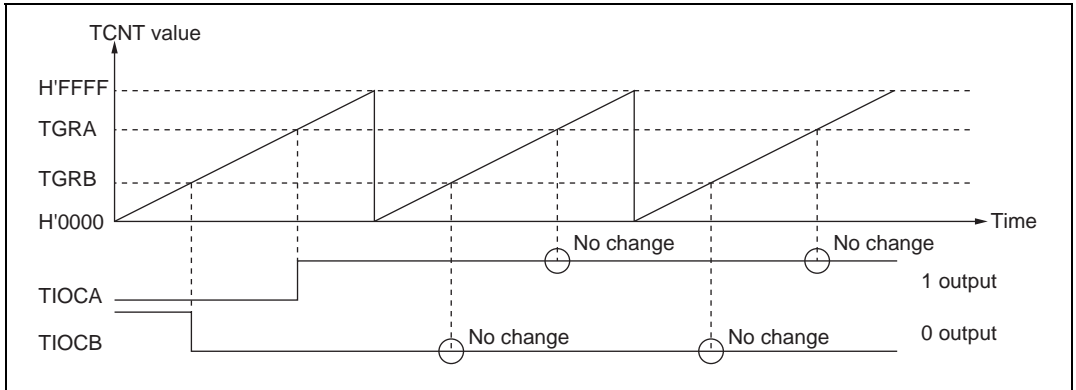 TCNT value
H'FFFF
TGRA
TGRB
H'0000
Time
No change No change
TIOCA
1 output
No change No change
TIOCB
0 output